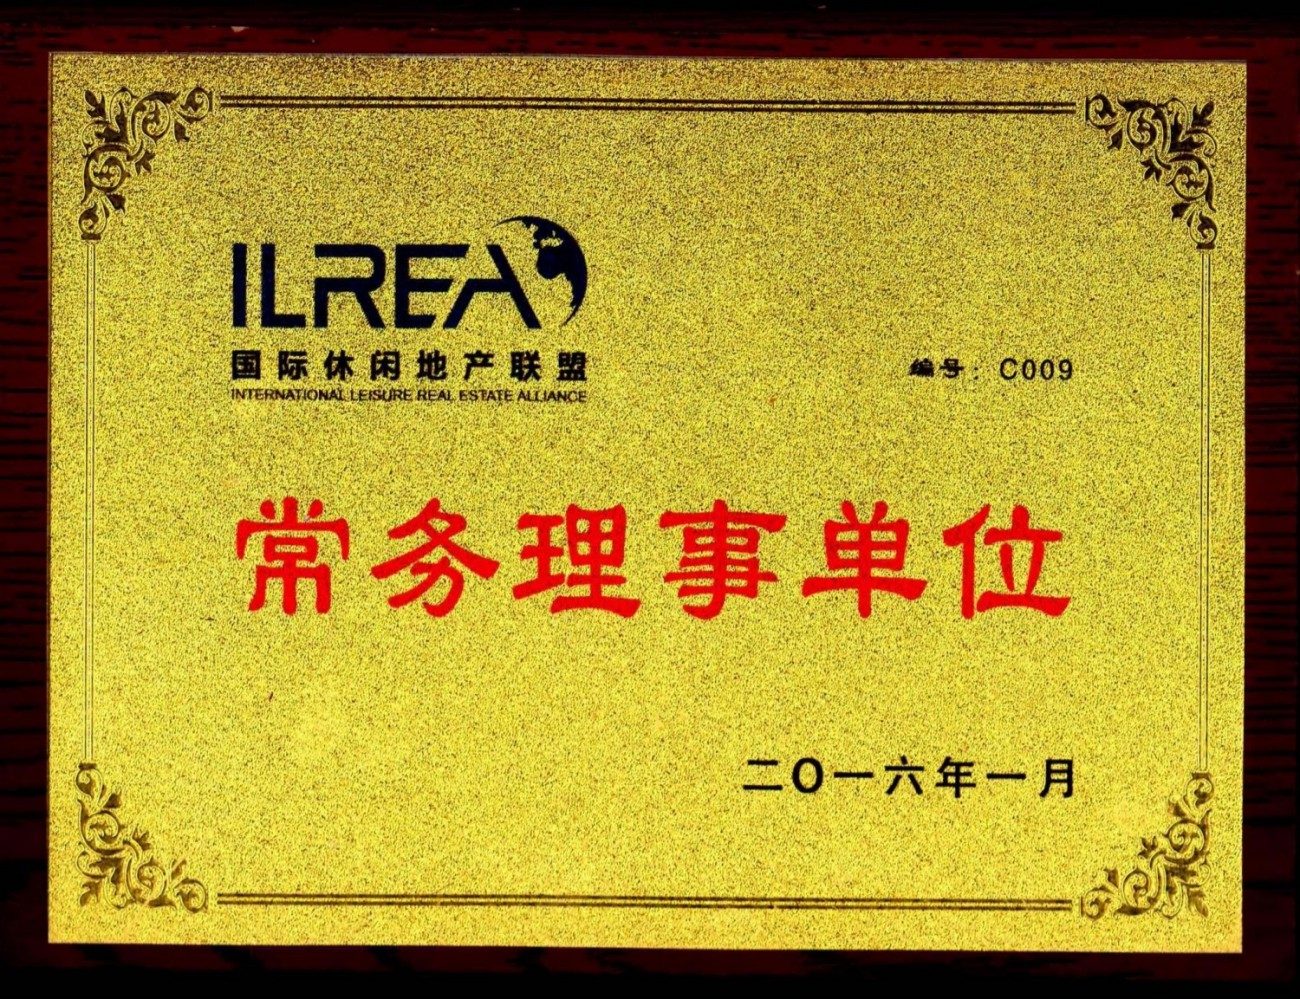 ILREA
国际休闲地产联盟
INTERNATIONAL LEISURE REAL ESTATE ALLIANCE
编号：C009
常务理事单位
二〇一六年一月